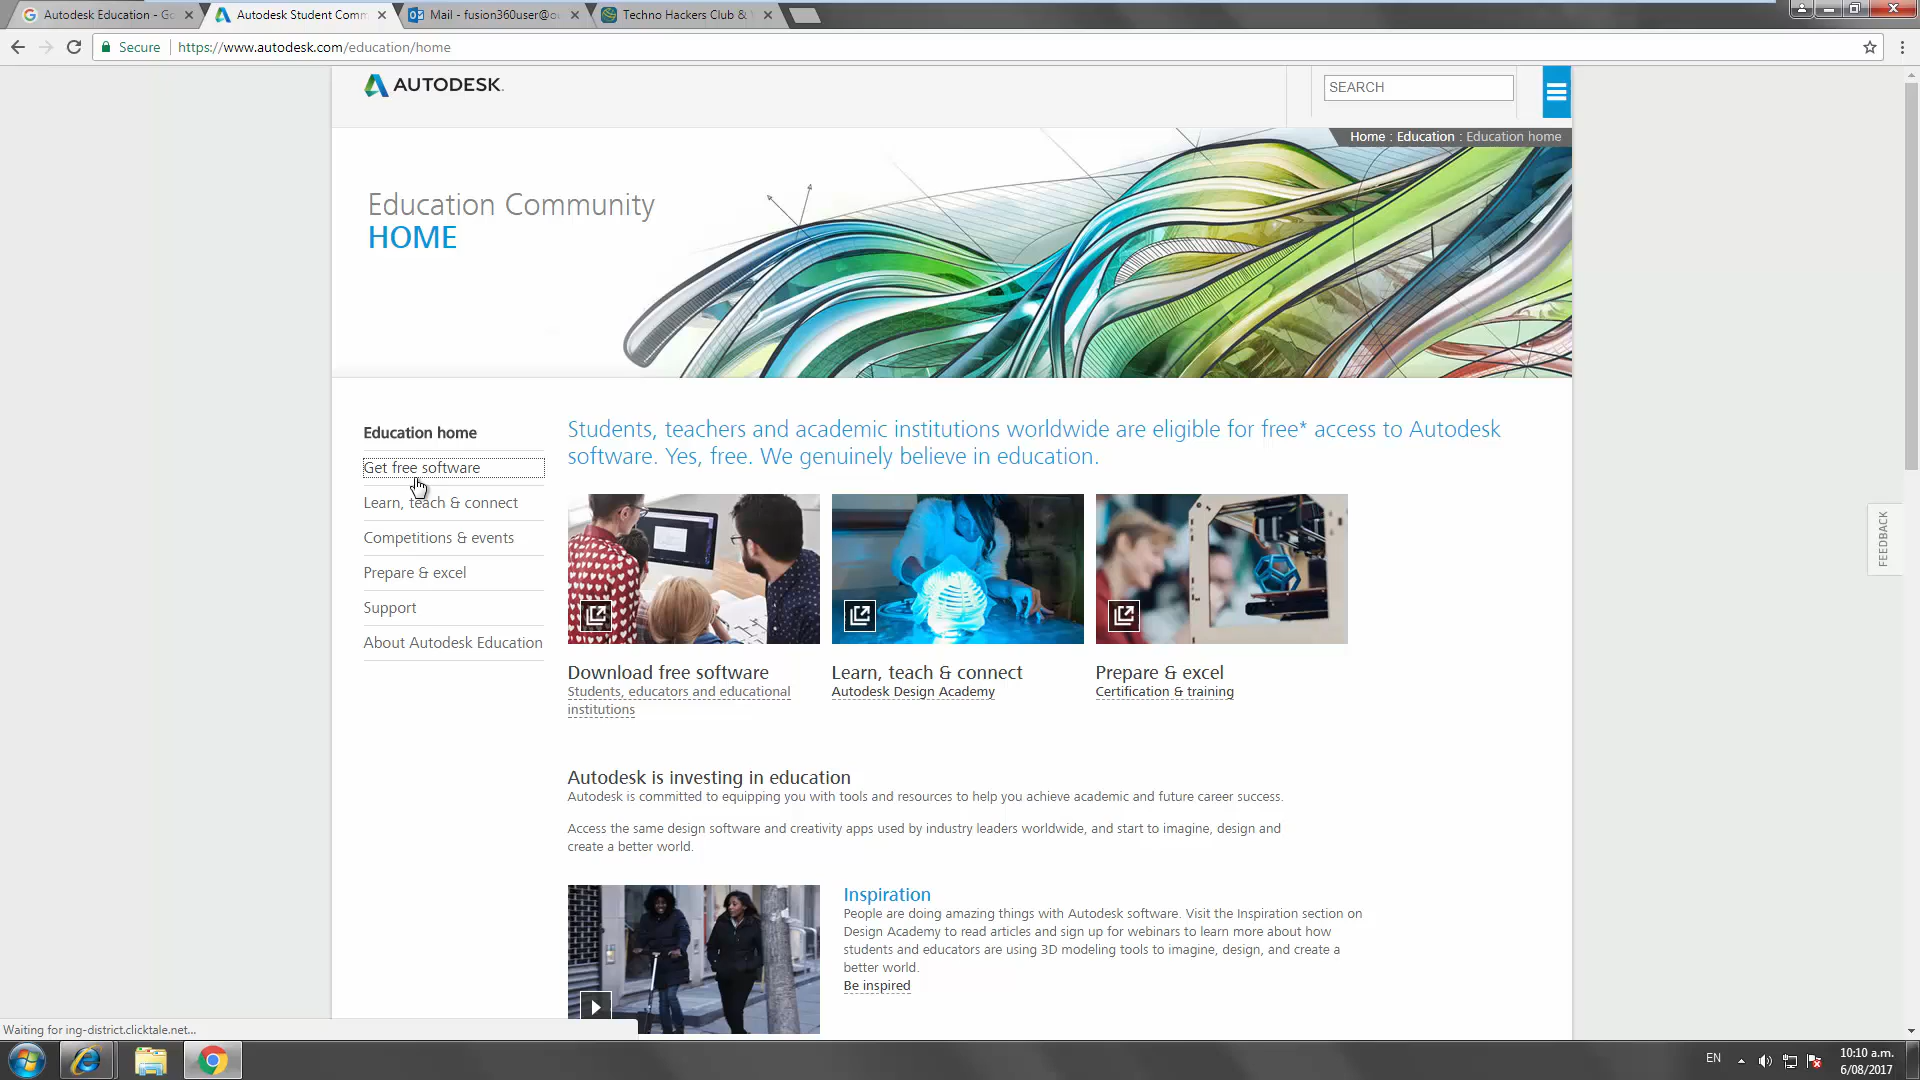 Autodesk Education - Go
Autodesk Student Comm
Mail - fusion360user@o
Techno Hackers Club &
Secure
https://www.autodesk.com/education/home
AUTODESK.
SEARCH
Home : Education : Education home
Education Community
HOME
Education home
Get free software
Learn, teach & connect
Competitions & events
Prepare & excel
Support
About Autodesk Education
Students, teachers and academic institutions worldwide are eligible for free* access to Autodesk
software. Yes, free. We genuinely believe in education.
Download free software
Students, educators and educational
institutions
Learn, teach & connect
Autodesk Design Academy
Prepare & excel
Certification & training
FEEDBACK
Autodesk is investing in education
Autodesk is committed to equipping you with tools and resources to help you achieve academic and future career success.
Access the same design software and creativity apps used by industry leaders worldwide, and start to imagine, design and
create a better world.
Inspiration
People are doing amazing things with Autodesk software. Visit the Inspiration section on
Design Academy to read articles and sign up for webinars to learn more about how
students and educators are using 3D modeling tools to imagine, design, and create a
better world.
Be inspired
Waiting for ing-district.clicktale.net...
EN
10:10 a.m.
6/08/2017